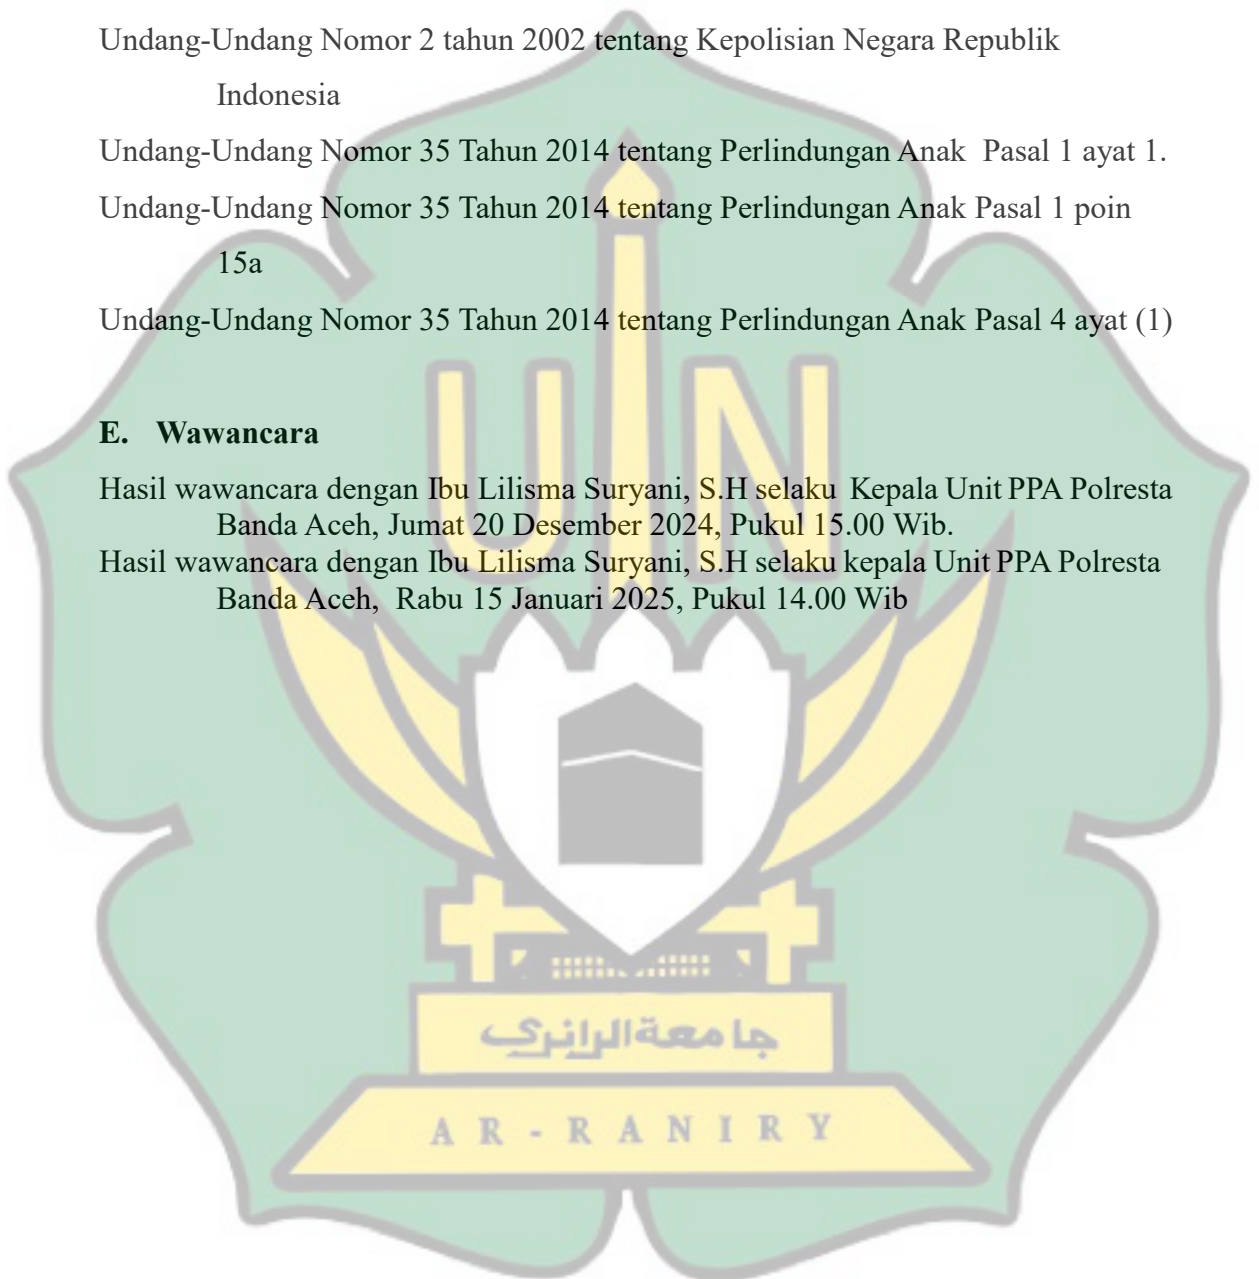 Undang-Undang Nomor 2 tahun 2002 tentang Kepolisian Negara Republik
Indonesia
Undang-Undang Nomor 35 Tahun 2014 tentang Perlindungan Anak  Pasal 1 ayat 1.
Undang-Undang Nomor 35 Tahun 2014 tentang Perlindungan Anak Pasal 1 poin
15a
Undang-Undang Nomor 35 Tahun 2014 tentang Perlindungan Anak Pasal 4 ayat (1)
E. Wawancara
Hasil wawancara dengan Ibu Lilisma Suryani, S.H selaku  Kepala Unit PPA Polresta
Banda Aceh, Jumat 20 Desember 2024, Pukul 15.00 Wib.
Hasil wawancara dengan Ibu Lilisma Suryani, S.H selaku kepala Unit PPA Polresta
Banda Aceh,  Rabu 15 Januari 2025, Pukul 14.00 Wib
UIN
جامعةالرانري
AR-RANIRY